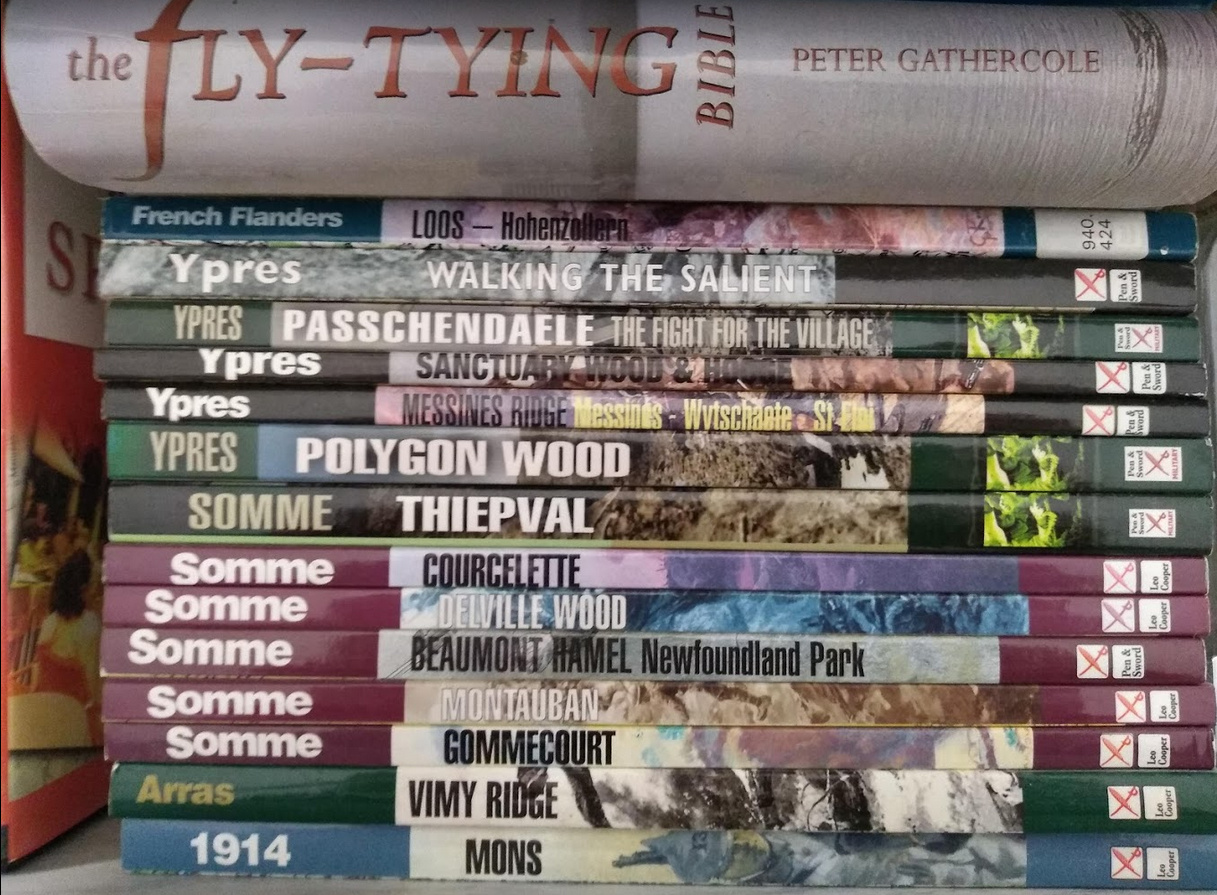 the fLY-TYING BIBLE PETER GATHERCOLE
SE
French Flanders LOOS – Hohenzollern 940. 424
Ypres WALKING THE SALIENT Pen & Sword
YPRES PASSCHENDAELE THE FIGHT FOR THE VILLAGE Pen & Sword MILITARY
Ypres SANCTUARY WOOD & Pen & Sword
Ypres MESSINES RIDGE Messines - Wytschaete - St Eloi Pen & Sword
YPRES POLYGON WOOD Pen & Sword MILITARY
SOMME THIEPVAL Pen & Sword MILITARY
Somme COURCELETTE Leo Cooper
Somme DELVILLE WOOD Leo Cooper
Somme BEAUMONT HAMEL Newfoundland Park Pen & Sword
Somme MONTAUBAN Leo Cooper
Somme GOMMECOURT Leo Cooper
Arras VIMY RIDGE Leo Cooper
1914 MONS Leo Cooper